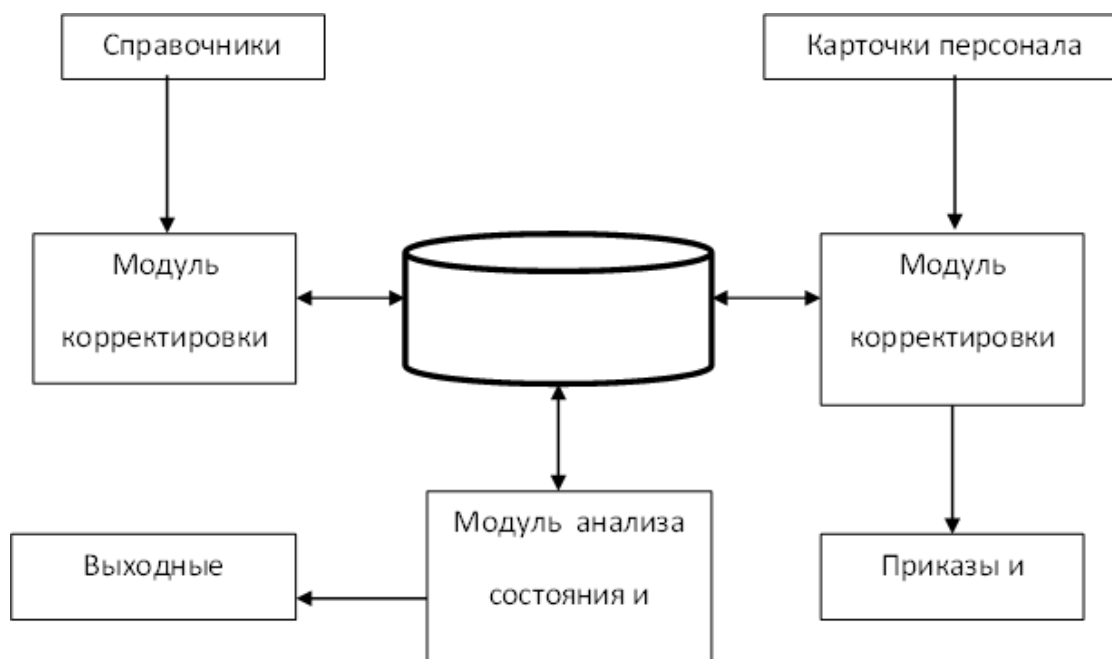 Справочники
Карточки персонала
Модуль
корректировки
Модуль
корректировки
Модуль анализа
состояния и
Выходные
Приказы и